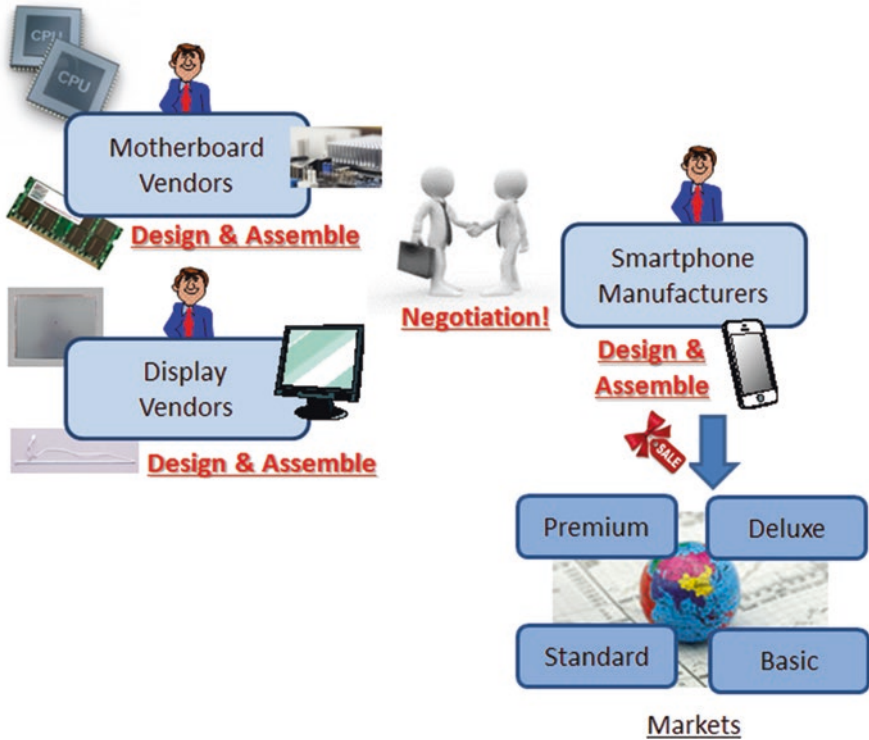 CPU
CPU
Motherboard
Vendors
Design & Assemble
Display
Vendors
Design & Assemble
Negotiation!
Smartphone
Manufacturers
Design &
Assemble
SALE
Premium
Deluxe
Standard
Basic
Markets